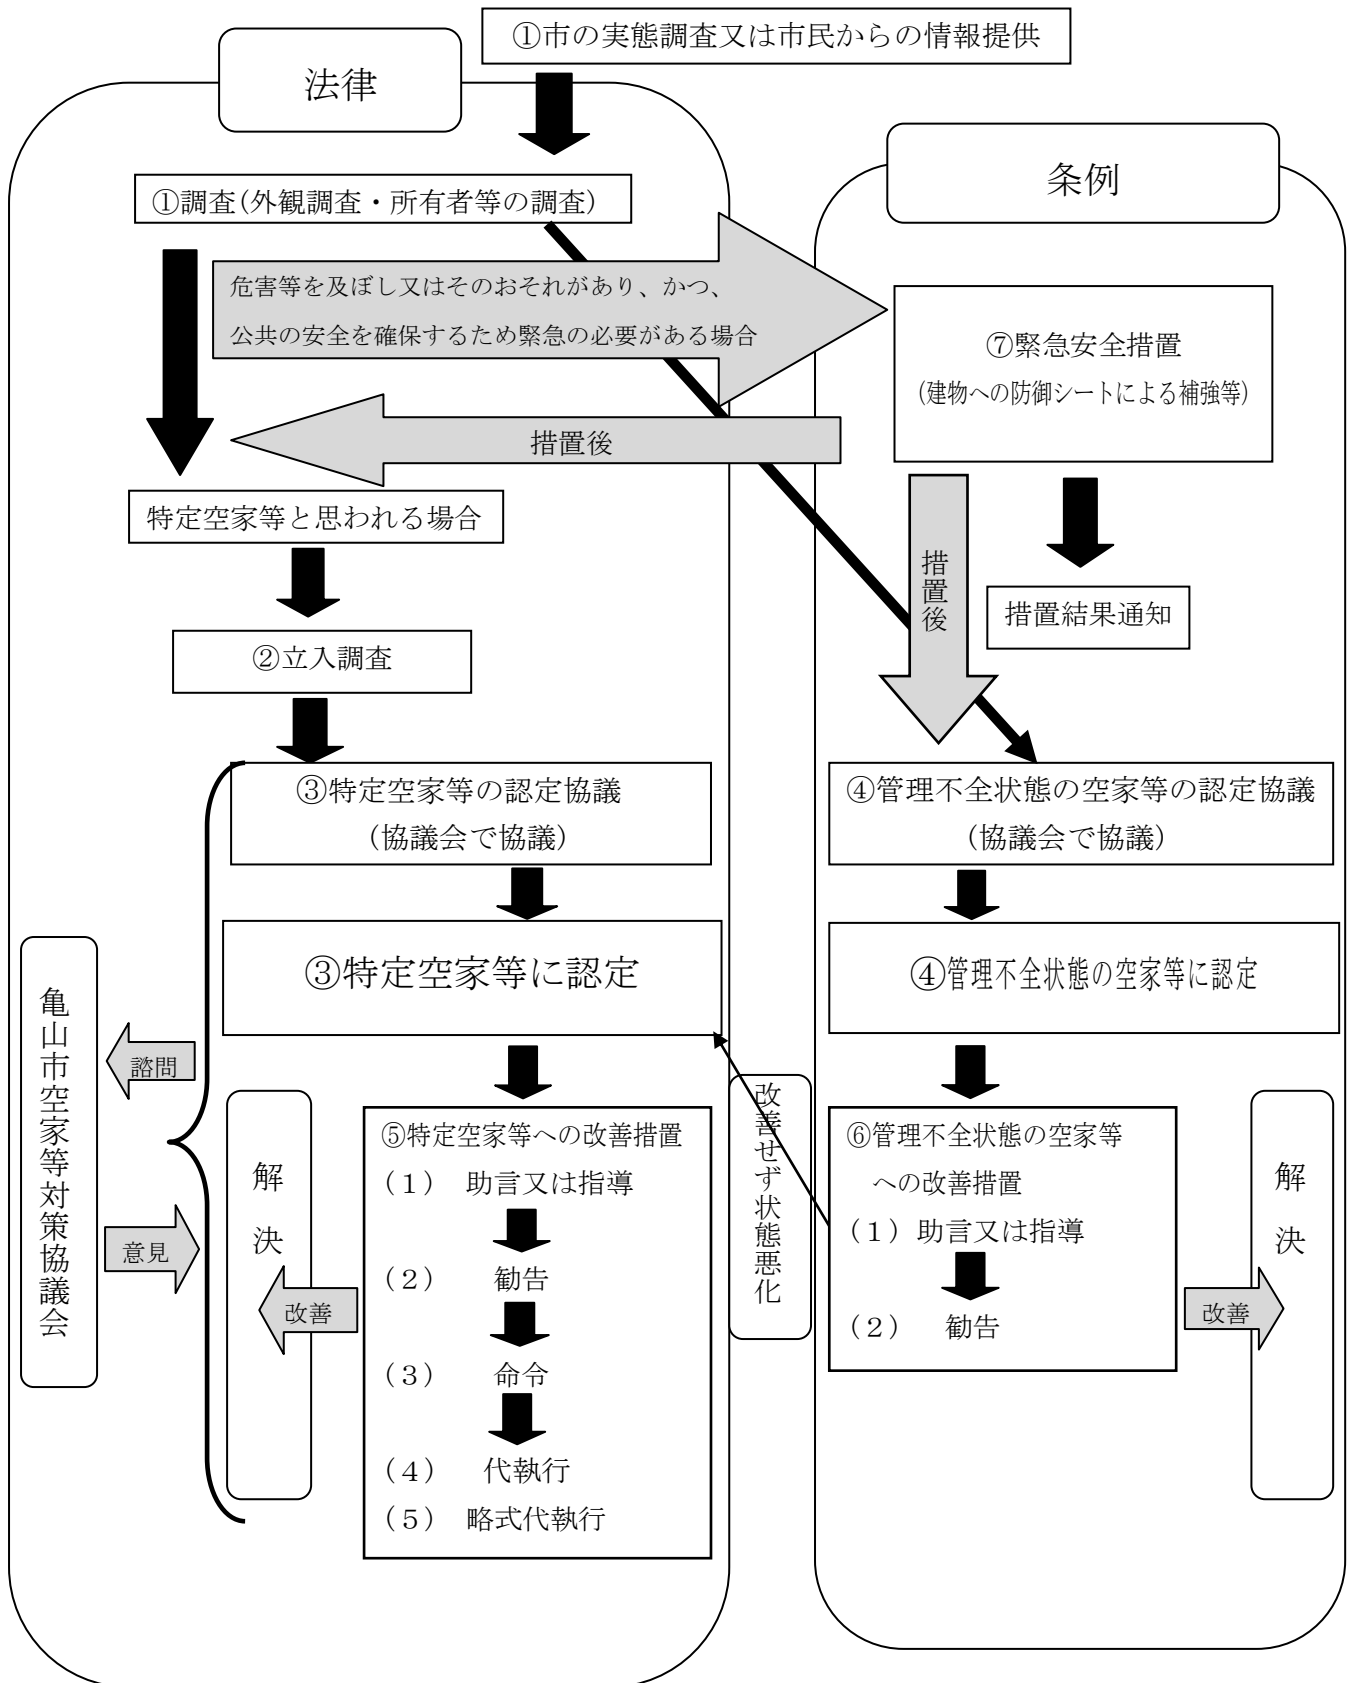 ①市の実態調査又は市民からの情報提供
法律
条例
①調査(外観調査・所有者等の調査)
危害等を及ぼし又はそのおそれがあり、かつ、
公共の安全を確保するため緊急の必要がある場合
⑦緊急安全措置
(建物への防御シートによる補強等)
措置後
特定空家等と思われる場合
措置後
措置結果通知
②立入調査
③特定空家等の認定協議
(協議会で協議)
④管理不全状態の空家等の認定協議
(協議会で協議)
③特定空家等に認定
④管理不全状態の空家等に認定
亀山市空家等対策協議会
諮問
意見
解決
改善
⑤特定空家等への改善措置
(1) 助言又は指導
(2) 勧告
(3) 命令
(4) 代執行
(5) 略式代執行
改善せず状態悪化
⑥管理不全状態の空家等
への改善措置
(1)助言又は指導
(2) 勧告
改善
解決